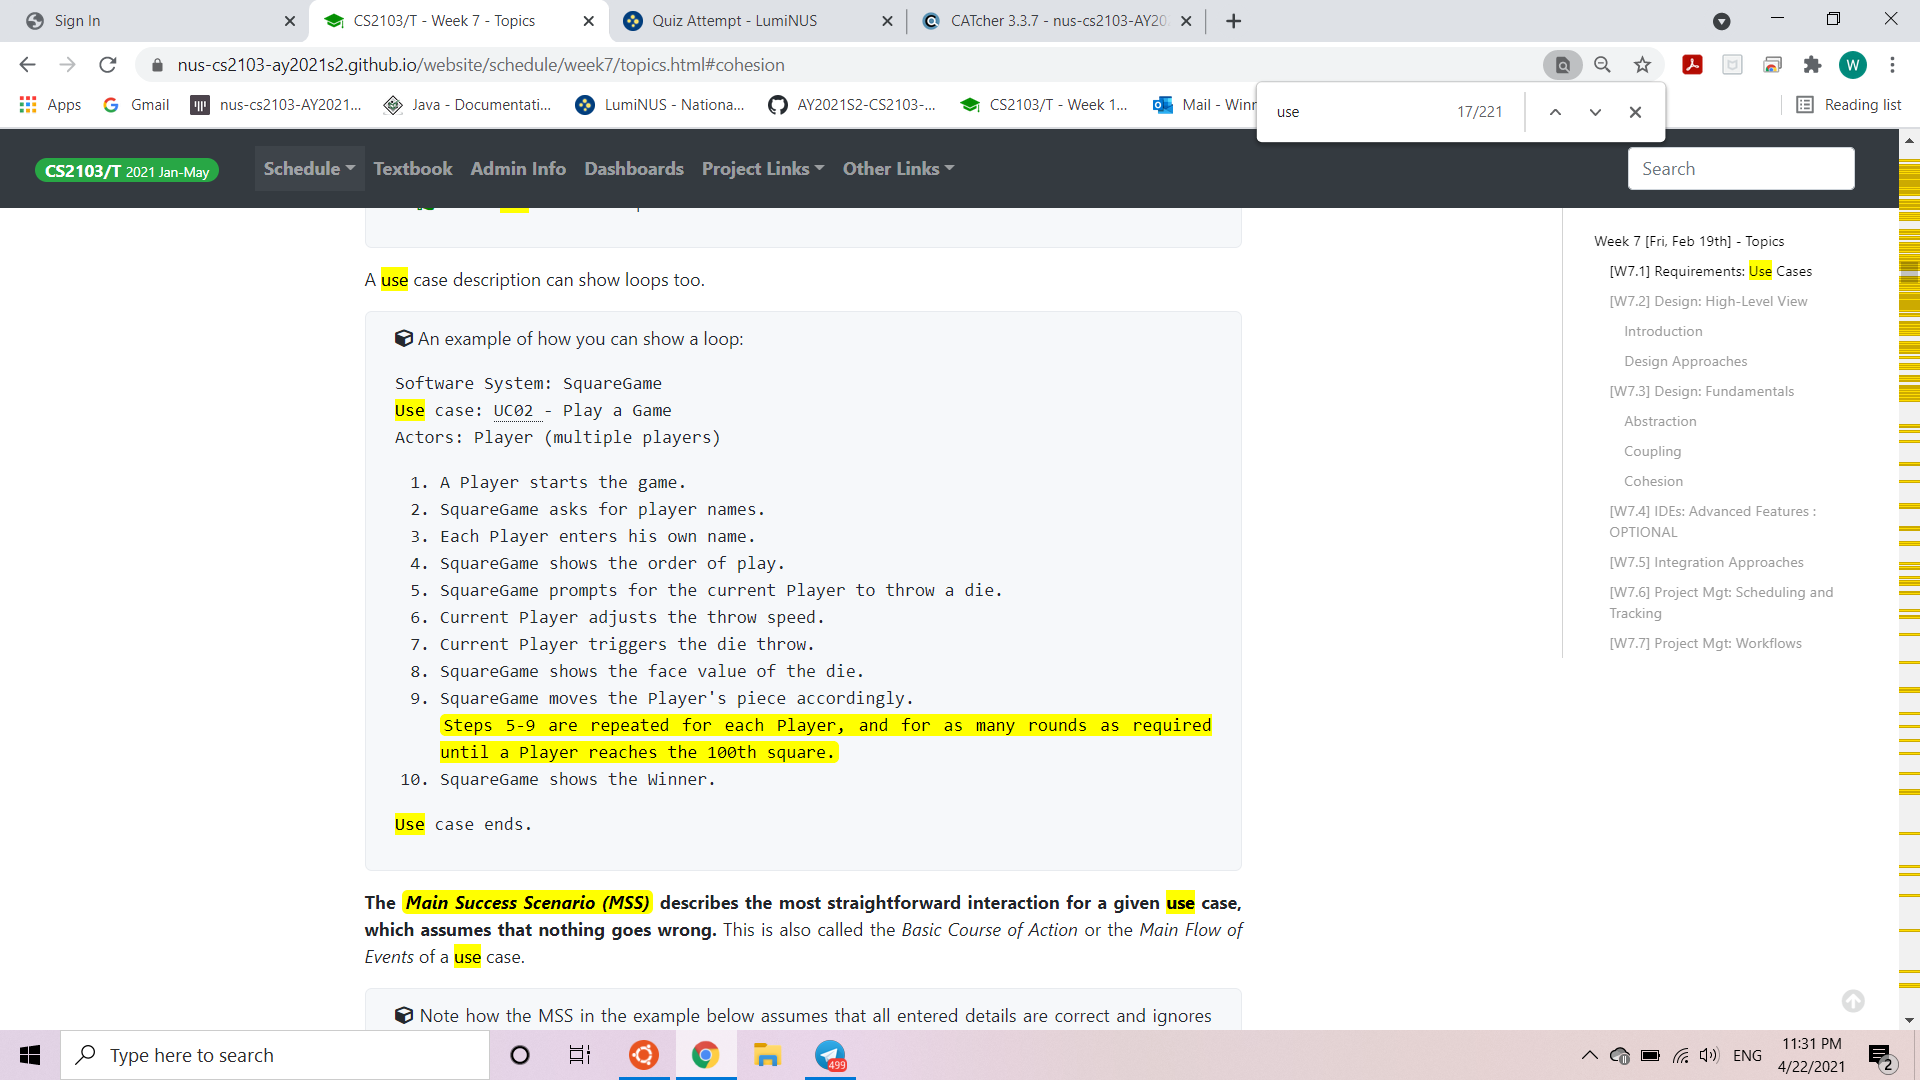 Sign In
CS2103/T - Week 7 - Topics
Quiz Attempt - LumiNUS
CATcher 3.3.7 - nus-cs2103-AY20
nus-cs2103-ay2021s2.github.io/website/schedule/week7/topics.html#cohesion
W
Apps
Gmail
nus-cs2103-AY2021...
Java - Documentati...
LumiNUS - Nationa...
AY2021S2-CS2103-...
CS2103/T - Week 1...
Mail - Winn
Reading list
use
17/221
CS2103/T 2021 Jan-May
Schedule
Textbook
Admin Info
Dashboards
Project Links
Other Links
Search
A use case description can show loops too.
An example of how you can show a loop:
Software System: SquareGame
Use case: UC02 - Play a Game
Actors: Player (multiple players)
1. A Player starts the game.
2. SquareGame asks for player names.
3. Each Player enters his own name.
4. SquareGame shows the order of play.
5. SquareGame prompts for the current Player to throw a die.
6. Current Player adjusts the throw speed.
7. Current Player triggers the die throw.
8. SquareGame shows the face value of the die.
9. SquareGame moves the Player's piece accordingly.
Steps 5-9 are repeated for each Player, and for as many rounds as required
until a Player reaches the 100th square.
10. SquareGame shows the Winner.
Use case ends.
The Main Success Scenario (MSS) describes the most straightforward interaction for a given use case,
which assumes that nothing goes wrong. This is also called the Basic Course of Action or the Main Flow of
Events of a use case.
Note how the MSS in the example below assumes that all entered details are correct and ignores
Week 7 [Fri, Feb 19th] - Topics
[W7.1] Requirements: Use Cases
[W7.2] Design: High-Level View
Introduction
Design Approaches
[W7.3] Design: Fundamentals
Abstraction
Coupling
Cohesion
[W7.4] IDEs: Advanced Features :
OPTIONAL
[W7.5] Integration Approaches
[W7.6] Project Mgt: Scheduling and
Tracking
[W7.7] Project Mgt: Workflows
Type here to search
499
ENG
11:31 PM
4/22/2021
2